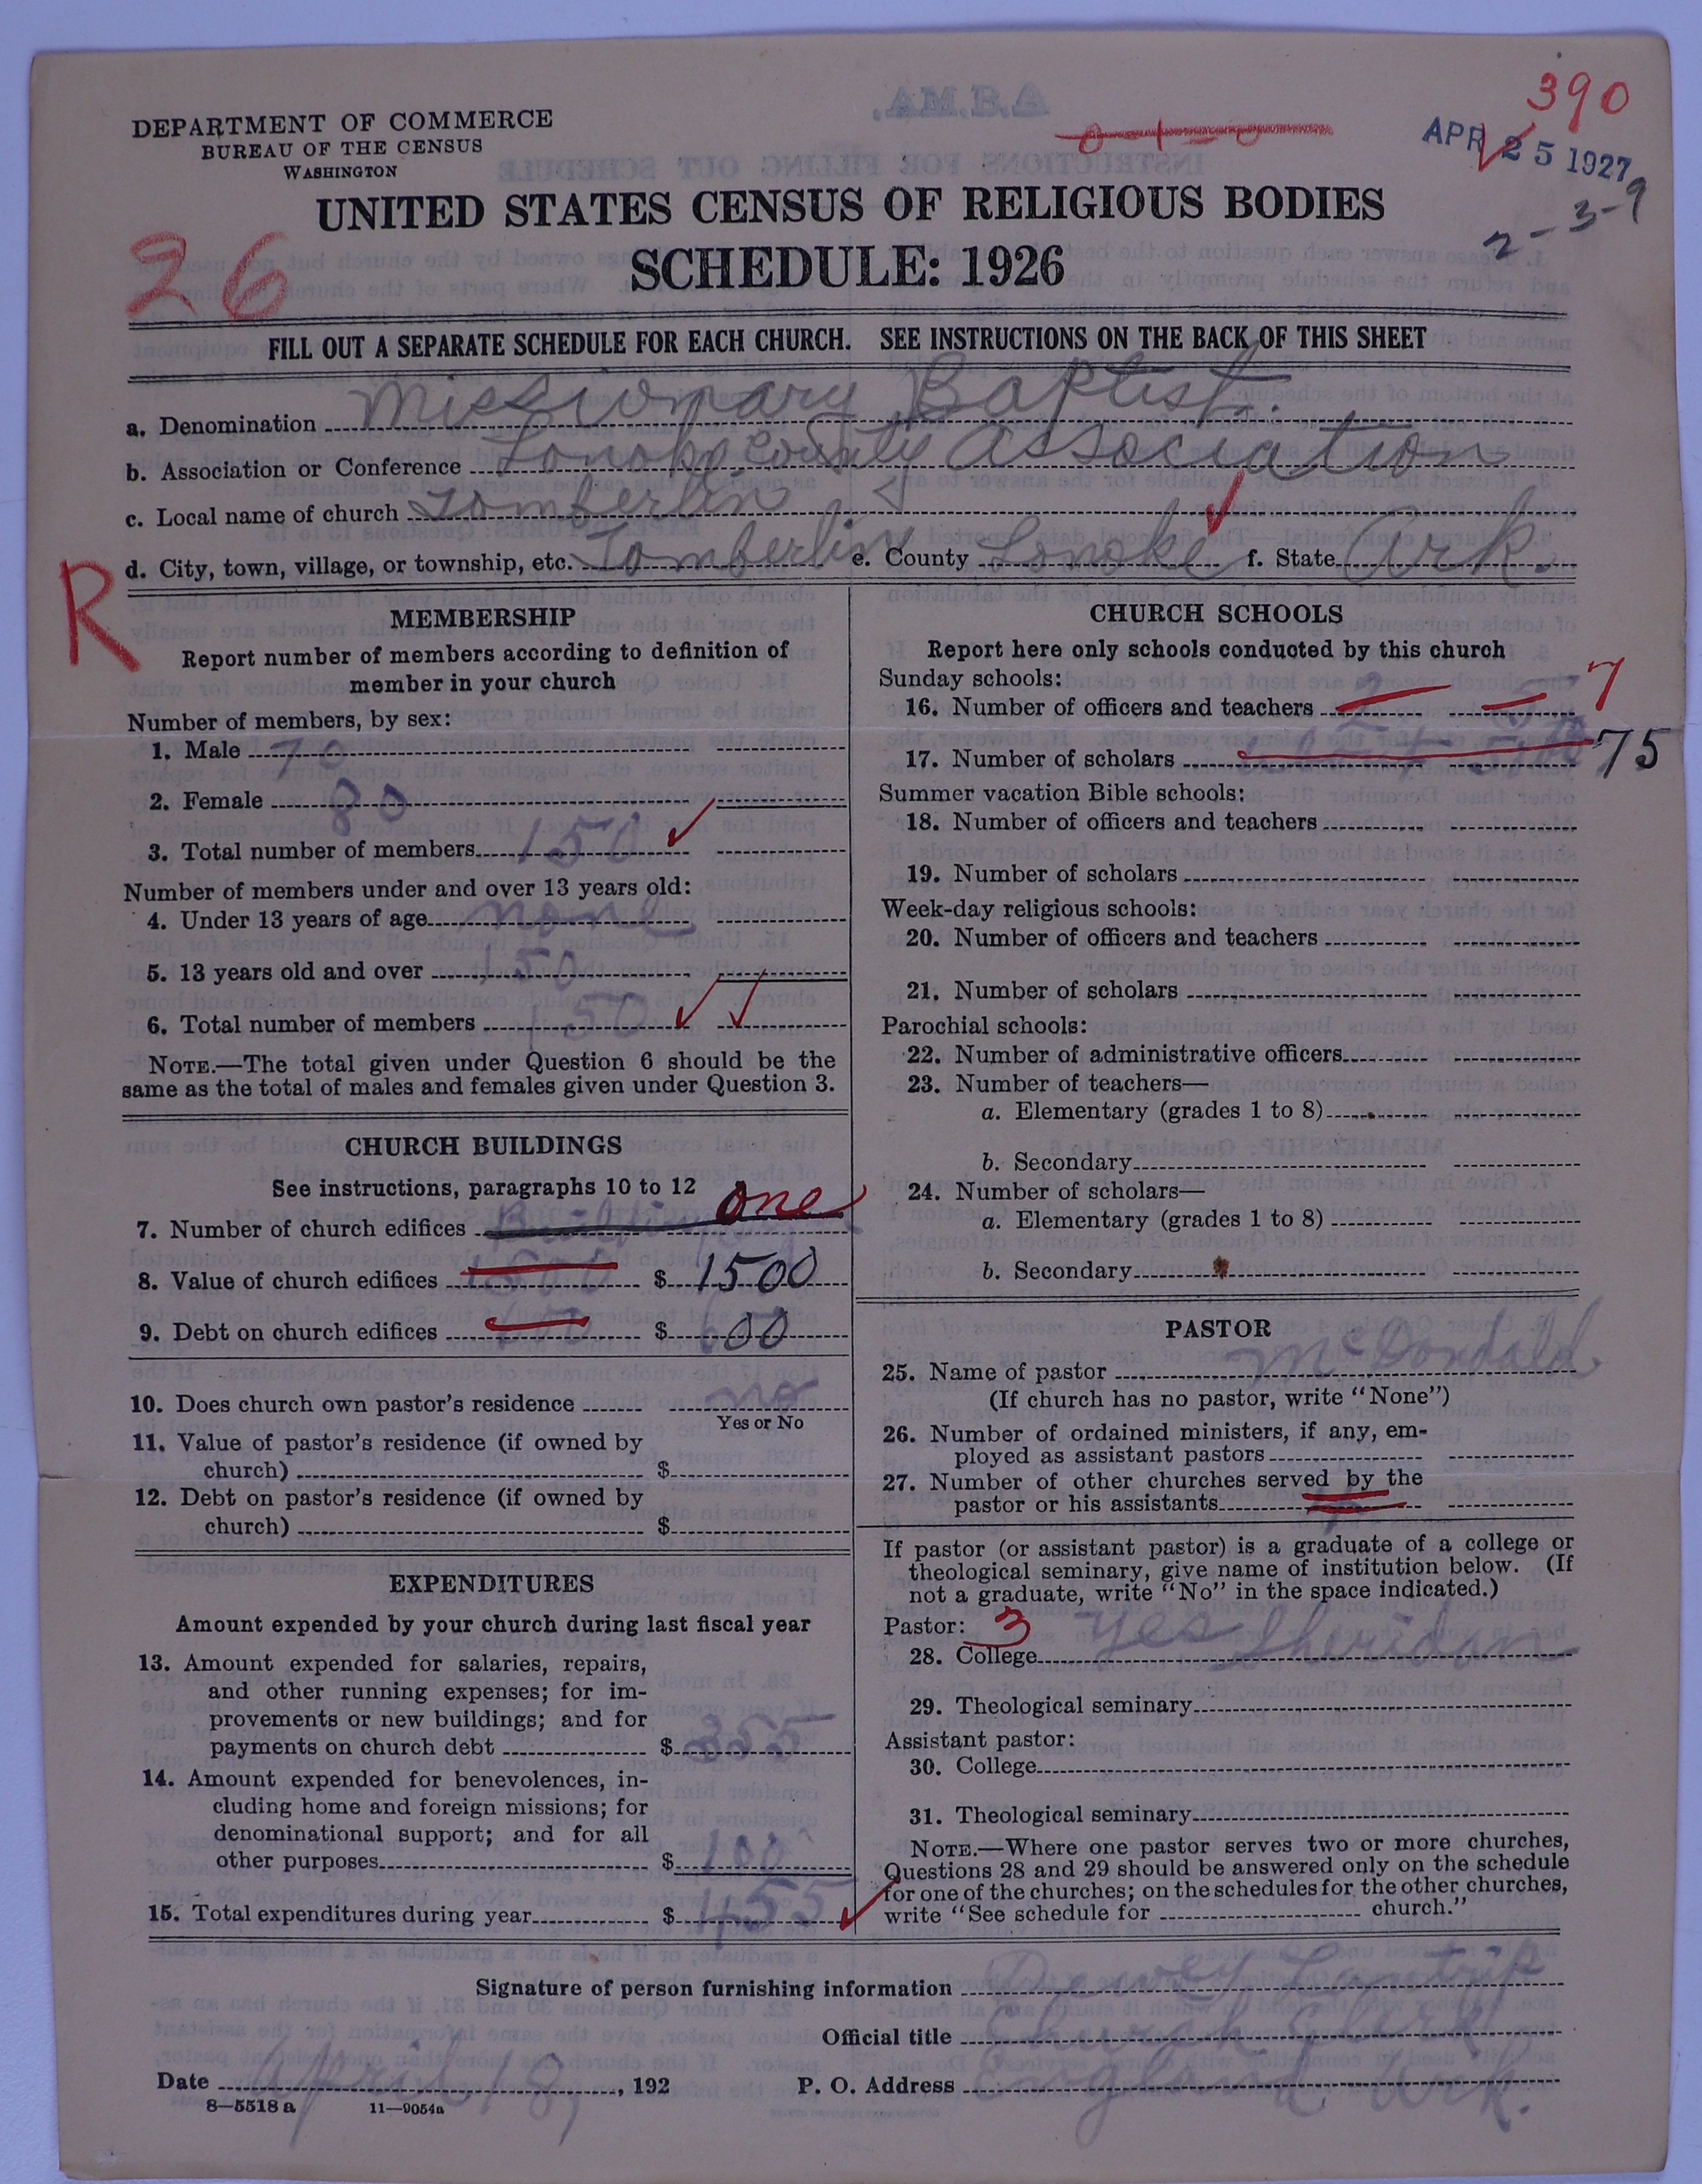 390
APR 25 1927
2-3-9
DEPARTMENT OF COMMERCE
BUREAU OF THE CENSUS
WASHINGTON
UNITED STATES CENSUS OF RELIGIOUS BODIES
SCHEDULE: 1926
26
FILL OUT A SEPARATE SCHEDULE FOR EACH CHURCH. SEE INSTRUCTIONS ON THE BACK OF THIS SHEET
a. Denomination Missionary Baptist.
b. Association or Conference Lonoke County Association
c. Local name of church Tomberlin
d. City, town, village, or township, etc. Tomberlin e. County Lonoke f. State Ark.
R
MEMBERSHIP
Report number of members according to definition of
member in your church
Number of members, by sex:
1. Male 70
2. Female 80
3. Total number of members 150
Number of members under and over 13 years old:
4. Under 13 years of age none
5. 13 years old and over 150
6. Total number of members 150
NOTE.—The total given under Question 6 should be the
same as the total of males and females given under Question 3.
CHURCH BUILDINGS
See instructions, paragraphs 10 to 12
7. Number of church edifices one
8. Value of church edifices 1500 $ 1500
9. Debt on church edifices 600 $ 600
10. Does church own pastor's residence no
Yes or No
11. Value of pastor's residence (if owned by
church) $
12. Debt on pastor's residence (if owned by
church) $
EXPENDITURES
Amount expended by your church during last fiscal year
13. Amount expended for salaries, repairs,
and other running expenses; for im-
provements or new buildings; and for
payments on church debt $ 355
14. Amount expended for benevolences, in-
cluding home and foreign missions; for
denominational support; and for all
other purposes $ 100
15. Total expenditures during year $ 455
CHURCH SCHOOLS
Report here only schools conducted by this church
Sunday schools:
16. Number of officers and teachers 2 5 7
17. Number of scholars 75
Summer vacation Bible schools:
18. Number of officers and teachers
19. Number of scholars
Week-day religious schools:
20. Number of officers and teachers
21. Number of scholars
Parochial schools:
22. Number of administrative officers
23. Number of teachers—
a. Elementary (grades 1 to 8)
b. Secondary
24. Number of scholars—
a. Elementary (grades 1 to 8)
b. Secondary
PASTOR
25. Name of pastor McDonald
(If church has no pastor, write "None")
26. Number of ordained ministers, if any, em-
ployed as assistant pastors
27. Number of other churches served by the
pastor or his assistants
If pastor (or assistant pastor) is a graduate of a college or
theological seminary, give name of institution below. (If
not a graduate, write "No" in the space indicated.)
Pastor: 3
28. College yes Sheridan
29. Theological seminary
Assistant pastor:
30. College
31. Theological seminary
NOTE.—Where one pastor serves two or more churches,
Questions 28 and 29 should be answered only on the schedule
for one of the churches; on the schedules for the other churches,
write "See schedule for church."
Signature of person furnishing information Dewey Lantrip
Official title Church Clerk
Date April 18, 192 P. O. Address England Ark.
8—5518 a 11—9054a